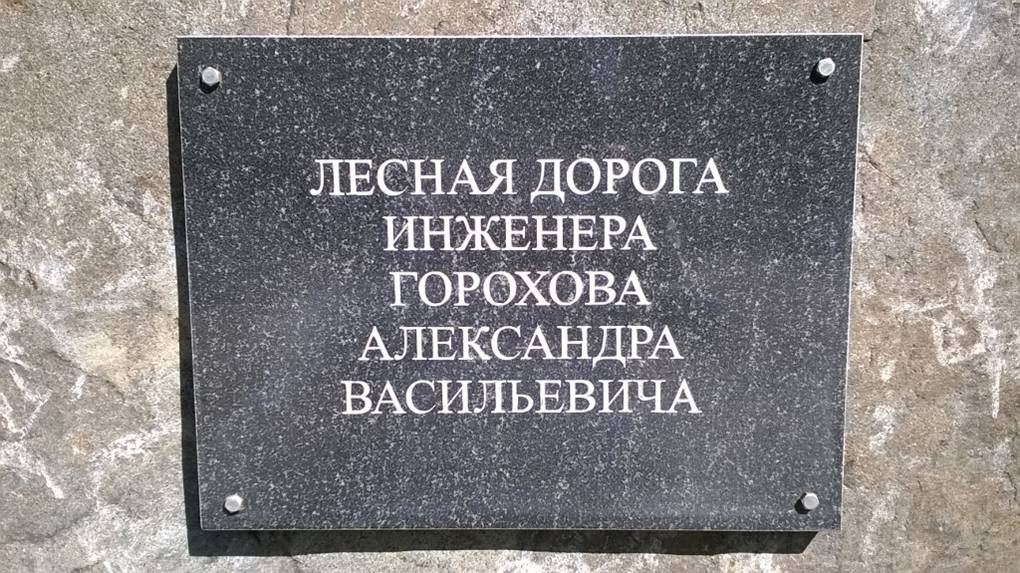 ЛЕСНАЯ ДОРОГА
ИНЖЕНЕРА
ГОРОХОВА
АЛЕКСАНДРА
ВАСИЛЬЕВИЧА